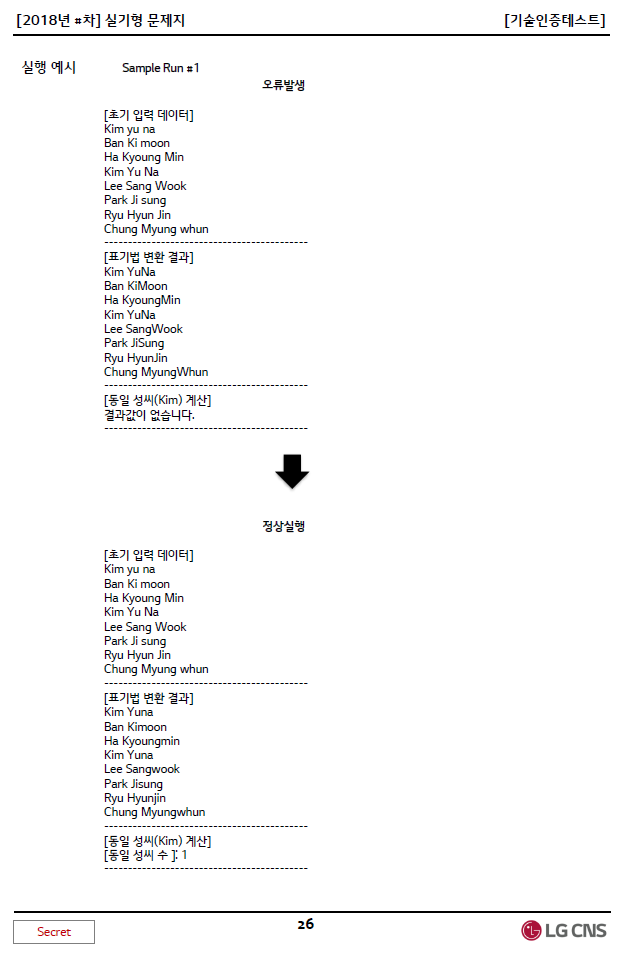 [2018년 #차] 실기형 문제지 [기술인증테스트]
실행 예시 Sample Run #1
오류발생
[초기 입력 데이터]
Kim yu na
Ban Ki moon
Ha Kyoung Min
Kim Yu Na
Lee Sang Wook
Park Ji sung
Ryu Hyun Jin
Chung Myung whun
--------------------------------------------
[표기법 변환 결과]
Kim YuNa
Ban KiMoon
Ha KyoungMin
Kim YuNa
Lee SangWook
Park JiSung
Ryu HyunJin
Chung MyungWhun
--------------------------------------------
[동일 성씨(Kim) 계산]
결과값이 없습니다.
--------------------------------------------
정상실행
[초기 입력 데이터]
Kim yu na
Ban Ki moon
Ha Kyoung Min
Kim Yu Na
Lee Sang Wook
Park Ji sung
Ryu Hyun Jin
Chung Myung whun
--------------------------------------------
[표기법 변환 결과]
Kim Yuna
Ban Kimoon
Ha Kyoungmin
Kim Yuna
Lee Sangwook
Park Jisung
Ryu Hyunjin
Chung Myungwhun
--------------------------------------------
[동일 성씨(Kim) 계산]
[동일 성씨 수 ]: 1
--------------------------------------------
Secret 26 LG CNS